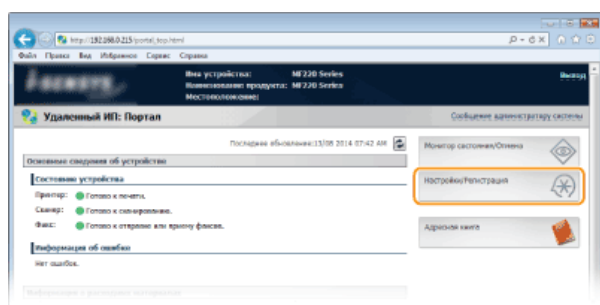 http://192.168.0.215/portal_top.html
Файл Правка Вид Избранное Сервис Справка
Имя устройства: MF220 Series
Наименование продукта: MF220 Series
Местоположение:
Выход
Удаленный ИП: Портал
Сообщение администратору системы
Последнее обновление:13/08 2014 07:42 AM
Основные сведения об устройстве
Состояние устройства
Принтер: Готово к печати.
Сканер: Готово к сканированию.
Факс: Готово к отправке или приему факсов.
Информация об ошибке
Нет ошибок.
Монитор состояния/Отмена
Настройки/Регистрация
Адресная книга